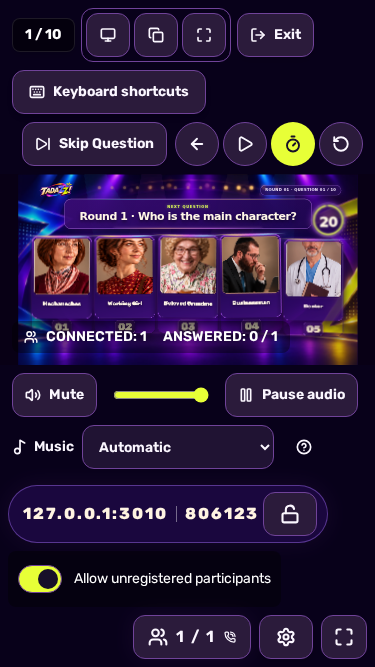 1 / 10
Exit
Keyboard shortcuts
Skip Question
TADA
Z!
ROUND 01 · QUESTION 01 / 10
NEXT QUESTION
Round 1 · Who is the main character?
20
Working Girl
Beloved Grandma
Businessman
01 02 03 04 05
CONNECTED: 1 ANSWERED: 0 / 1
Mute
Pause audio
Music Automatic
127.0.0.1:3010 806123
Allow unregistered participants
1 / 1